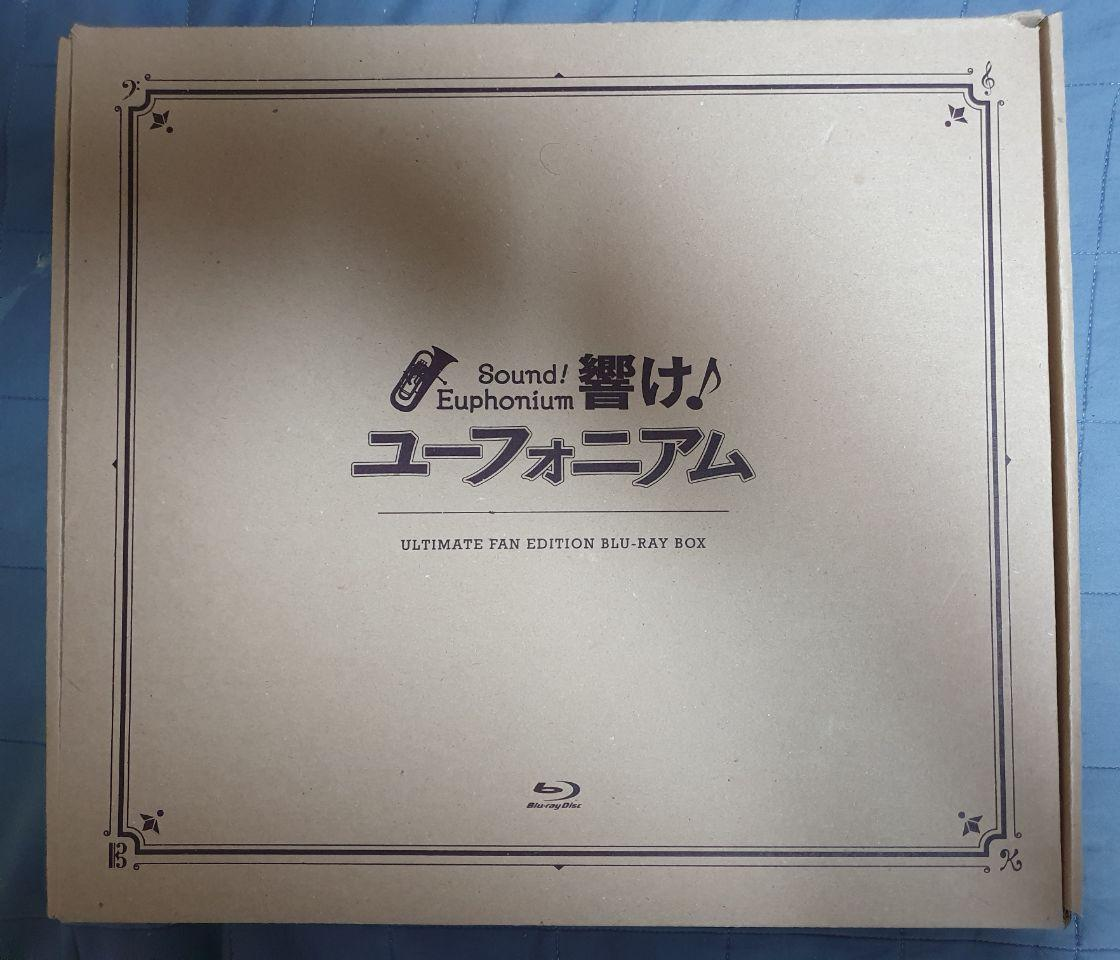 Sound! Euphonium 響け♪
ユーフォニアム
ULTIMATE FAN EDITION BLU-RAY BOX
Blu-ray Disc
K